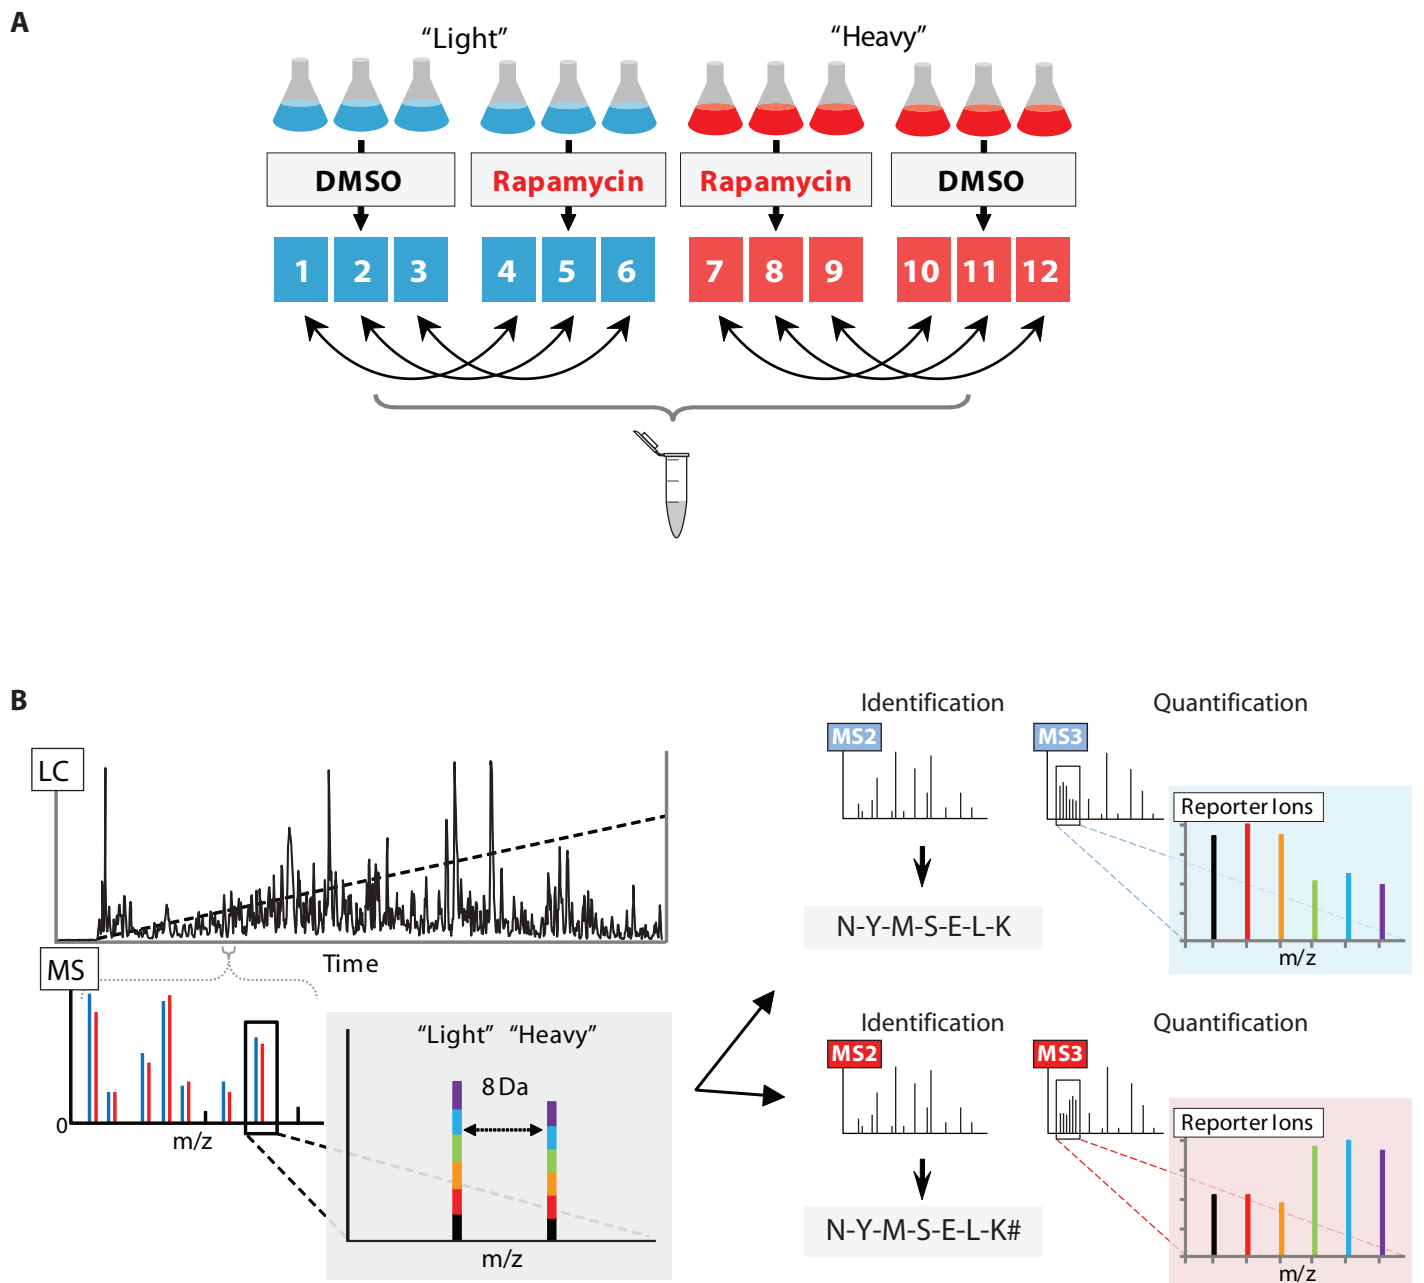 A
“Light”
“Heavy”
DMSO
Rapamycin
Rapamycin
DMSO
1 2 3 4 5 6 7 8 9 10 11 12
B
LC
Time
MS
0
m/z
“Light” “Heavy”
8 Da
m/z
Identification
Quantification
MS2
MS3
Reporter Ions
m/z
N-Y-M-S-E-L-K
Identification
Quantification
MS2
MS3
Reporter Ions
m/z
N-Y-M-S-E-L-K#